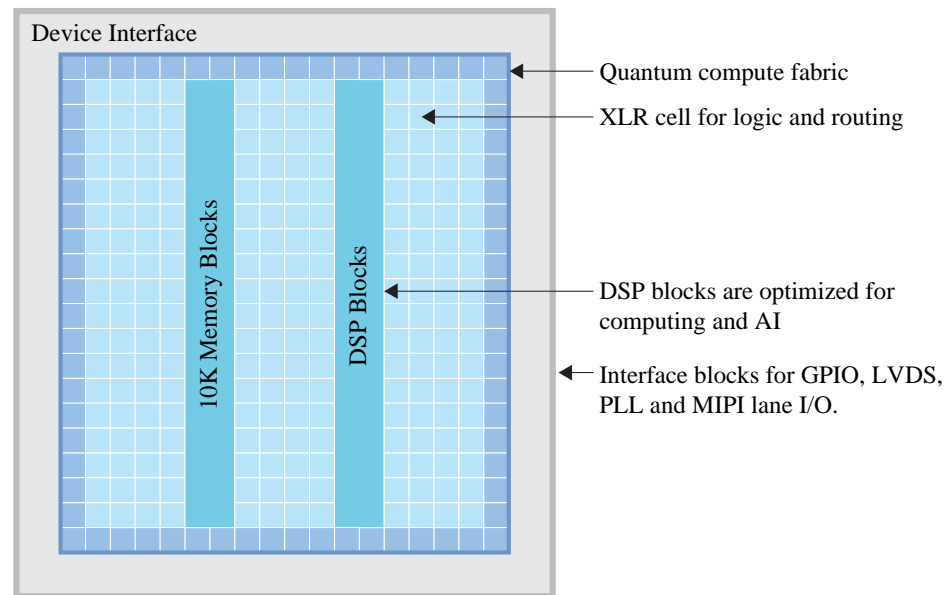 Device Interface
Quantum compute fabric
XLR cell for logic and routing
10K Memory Blocks
DSP Blocks
DSP blocks are optimized for
computing and AI
Interface blocks for GPIO, LVDS,
PLL and MIPI lane I/O.